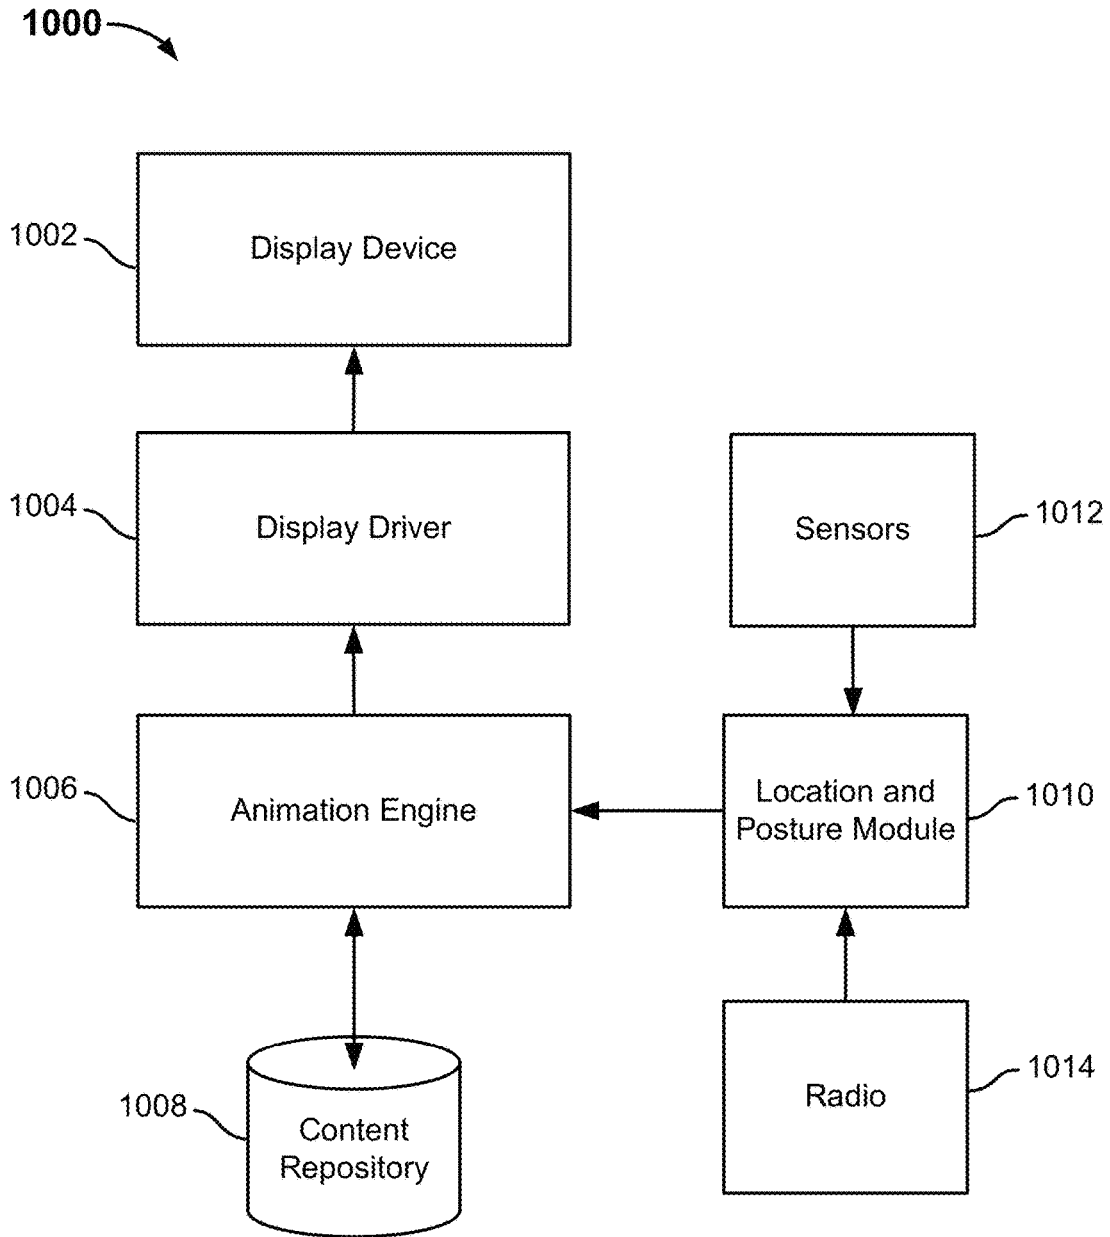 1000
1002
Display Device
1004
Display Driver
Sensors
1012
1006
Animation Engine
Location and
Posture Module
1010
1008
Content
Repository
Radio
1014